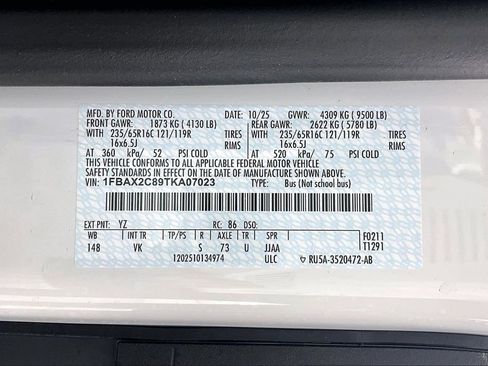 MFD. BY FORD MOTOR CO. 10/25 GVWR: 4309 KG ( 9500 LB)
FRONT GAWR: 1873 KG ( 4130 LB) REAR GAWR: 2622 KG ( 5780 LB)
WITH 235/65R16C 121/119R TIRES WITH 235/65R16C 121/119R TIRES
16x6.5J RIMS 16x6.5J RIMS
AT 360 kPa/ 52 PSI COLD AT 520 kPa/ 75 PSI COLD
THIS VEHICLE CONFORMS TO ALL APPLICABLE FEDERAL MOTOR VEHICLE
SAFETY STANDARDS IN EFFECT ON THE DATE OF MANUFACTURE SHOWN ABOVE.
VIN: 1FBAX2C89TKA07023 TYPE: Bus (Not school bus)
EXT PNT: YZ RC: 86 DSO: F0211
WB INT TR TP/PS R AXLE TR SPR T1291
148 VK S 73 U JJAA
1202510134974 ULC RU5A-3520472-AB